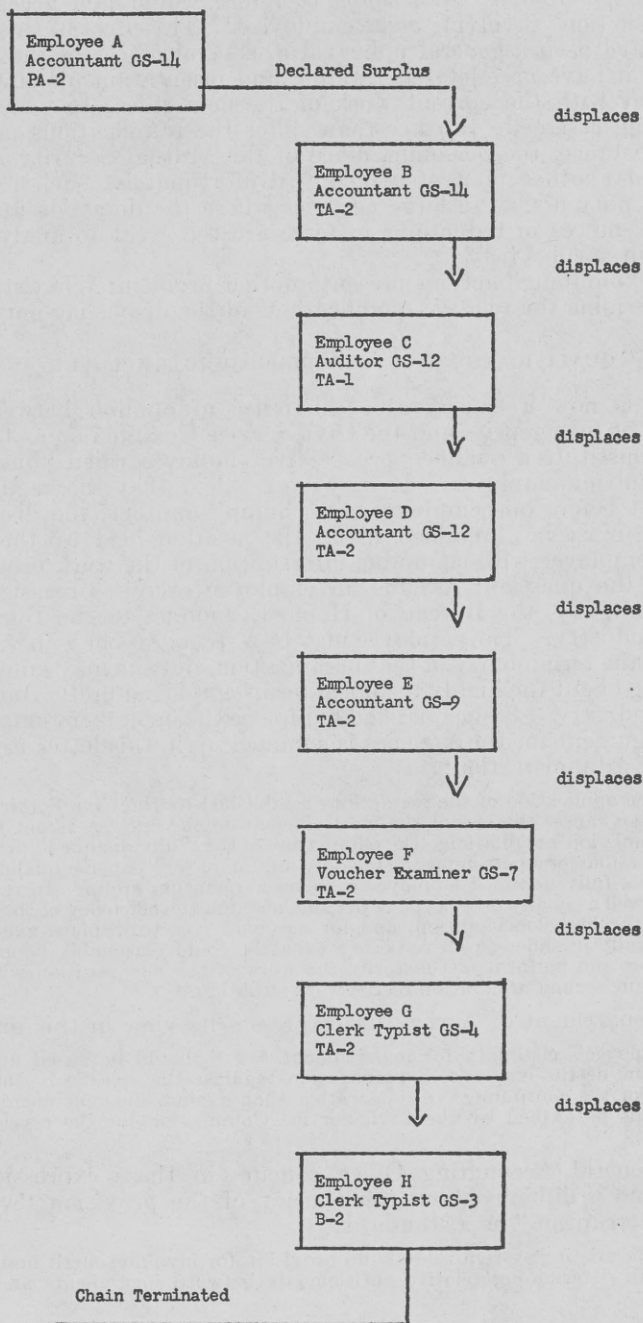 Employee A
Accountant GS-14
PA-2
Declared Surplus
displaces
Employee B
Accountant GS-14
TA-2
displaces
Employee C
Auditor GS-12
TA-1
displaces
Employee D
Accountant GS-12
TA-2
displaces
Employee E
Accountant GS-9
TA-2
displaces
Employee F
Voucher Examiner GS-7
TA-2
displaces
Employee G
Clerk Typist GS-4
TA-2
displaces
Employee H
Clerk Typist GS-3
B-2
Chain Terminated